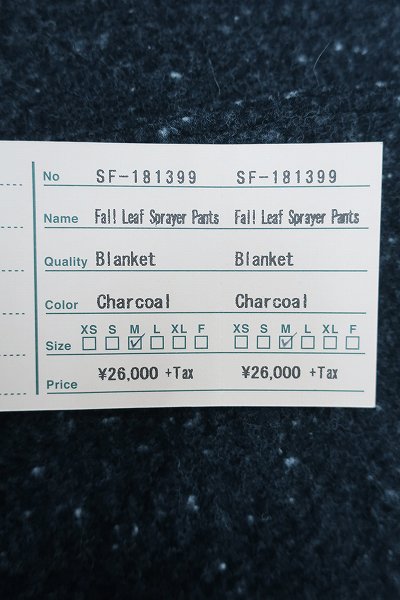 No SF-181399 SF-181399
Name Fall Leaf Sprayer Pants Fall Leaf Sprayer Pants
Quality Blanket Blanket
Color Charcoal Charcoal
XS S M L XL F XS S M L XL F
Size
Price ¥26,000 +Tax ¥26,000 +Tax